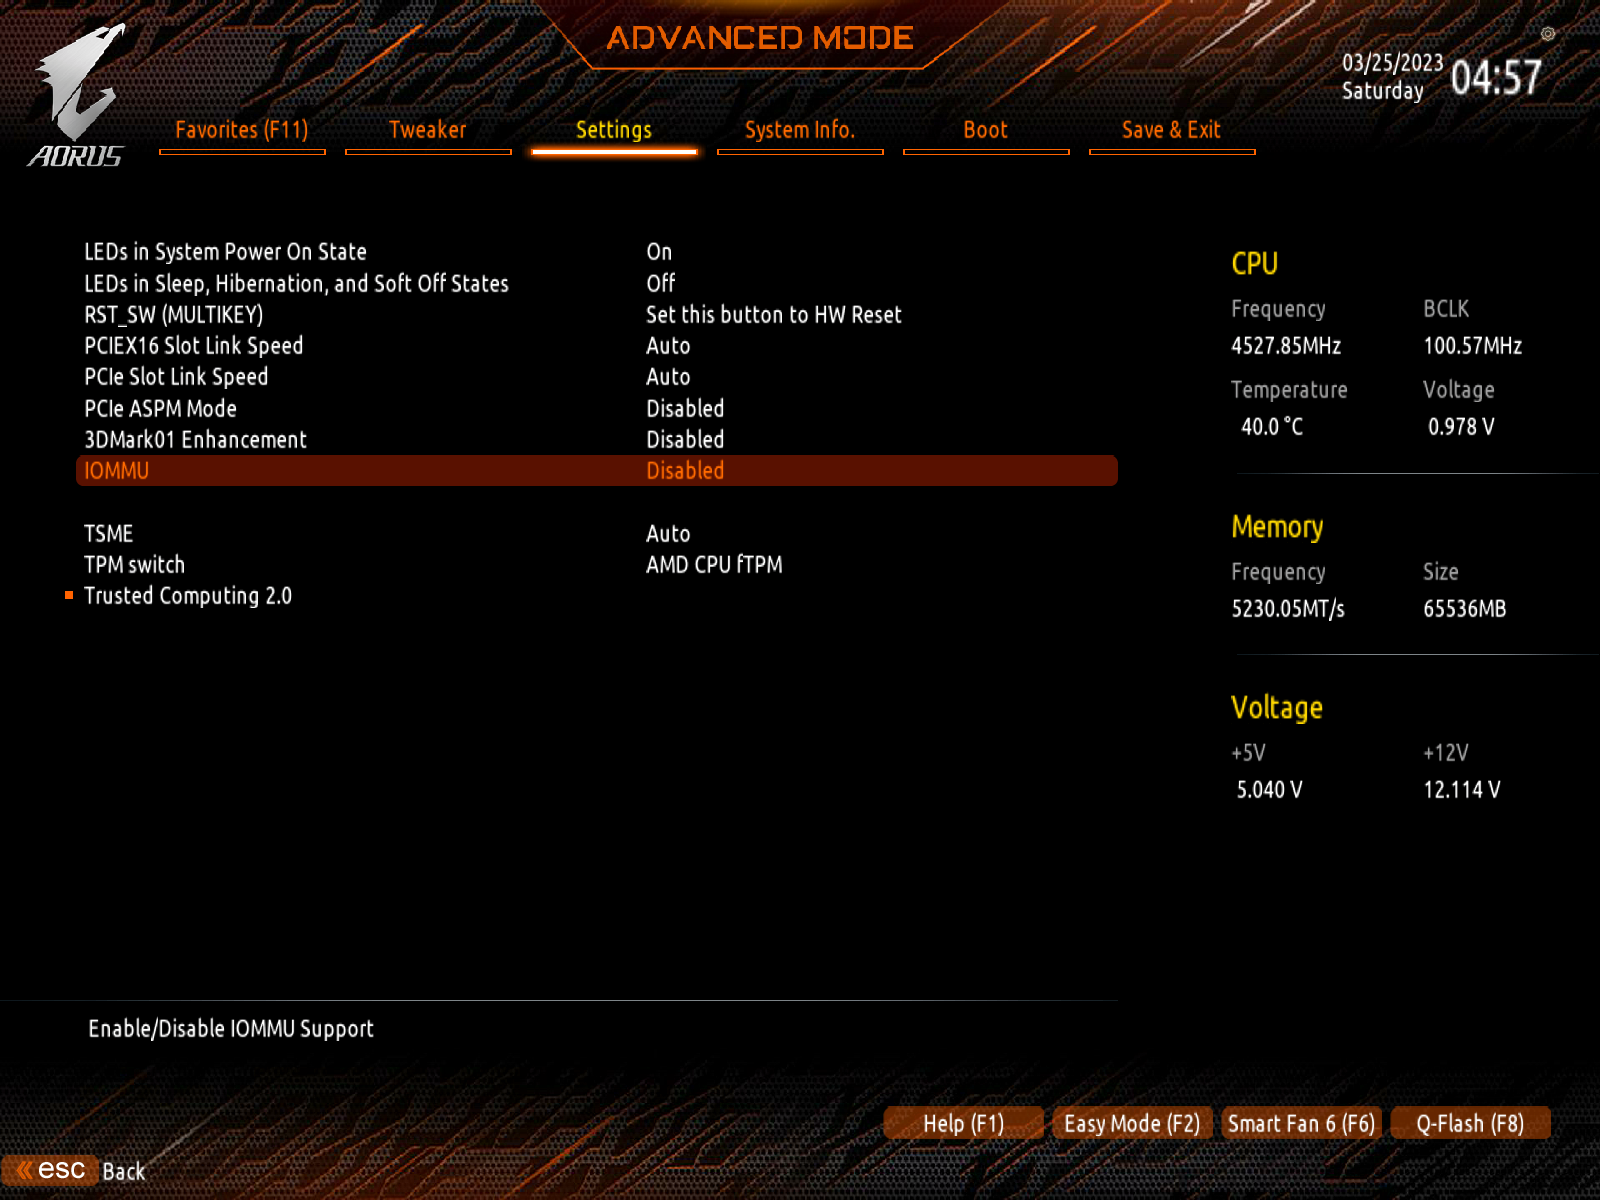 ADVANCED MODE
03/25/2023
Saturday
04:57
AORUS
Favorites (F11) Tweaker Settings System Info. Boot Save & Exit
LEDs in System Power On State On
LEDs in Sleep, Hibernation, and Soft Off States Off
RST_SW (MULTIKEY) Set this button to HW Reset
PCIEX16 Slot Link Speed Auto
PCIe Slot Link Speed Auto
PCIe ASPM Mode Disabled
3DMark01 Enhancement Disabled
IOMMU Disabled
TSME Auto
TPM switch AMD CPU fTPM
Trusted Computing 2.0
CPU
Frequency BCLK
4527.85MHz 100.57MHz
Temperature Voltage
40.0 °C 0.978 V
Memory
Frequency Size
5230.05MT/s 65536MB
Voltage
+5V +12V
5.040 V 12.114 V
Enable/Disable IOMMU Support
Help (F1) Easy Mode (F2) Smart Fan 6 (F6) Q-Flash (F8)
esc Back